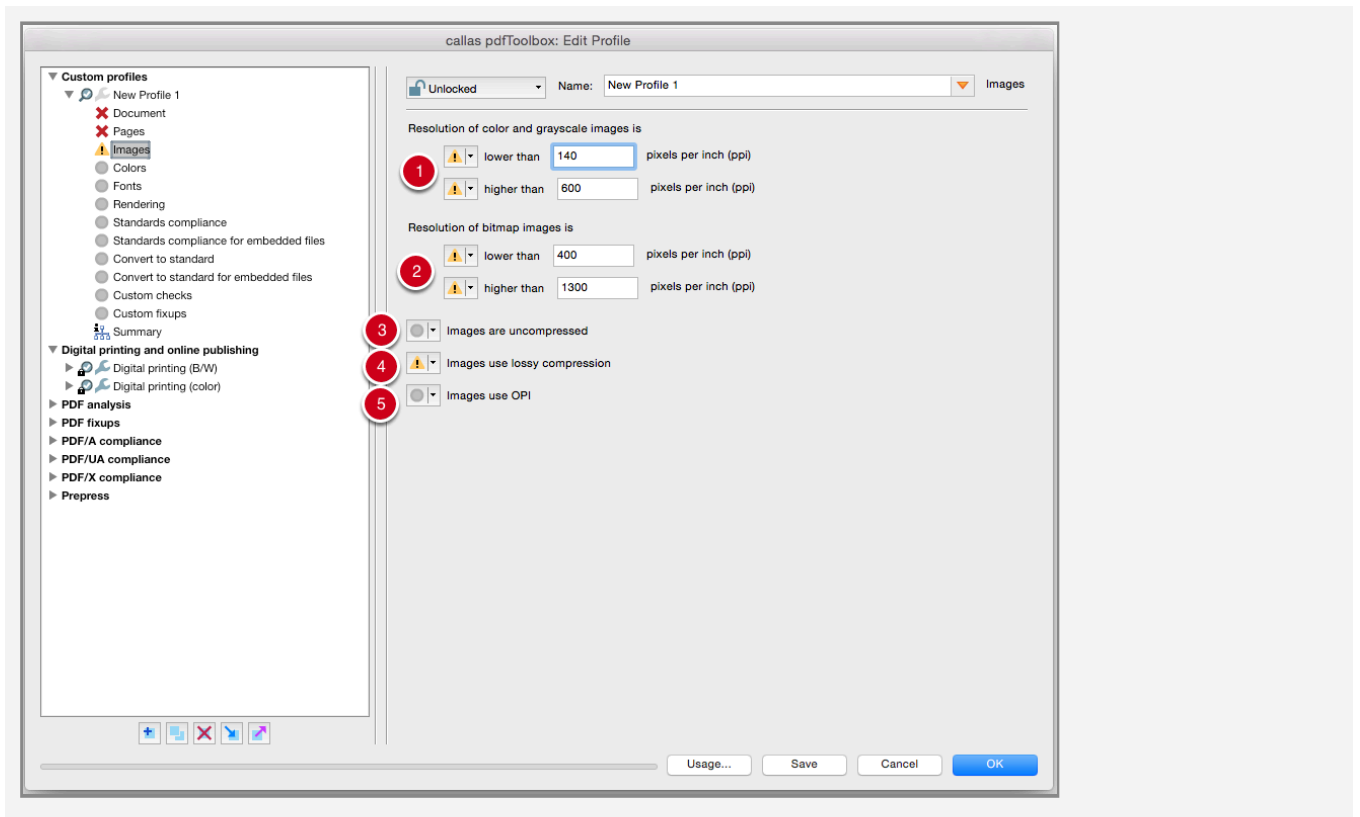 callas pdfToolbox: Edit Profile
Custom profiles
New Profile 1
Document
Pages
Images
Colors
Fonts
Rendering
Standards compliance
Standards compliance for embedded files
Convert to standard
Convert to standard for embedded files
Custom checks
Custom fixups
Summary
Digital printing and online publishing
Digital printing (B/W)
Digital printing (color)
PDF analysis
PDF fixups
PDF/A compliance
PDF/UA compliance
PDF/X compliance
Prepress
Unlocked Name: New Profile 1 Images
Resolution of color and grayscale images is
1
lower than 140 pixels per inch (ppi)
higher than 600 pixels per inch (ppi)
Resolution of bitmap images is
2
lower than 400 pixels per inch (ppi)
higher than 1300 pixels per inch (ppi)
3 Images are uncompressed
4 Images use lossy compression
5 Images use OPI
Usage... Save Cancel OK